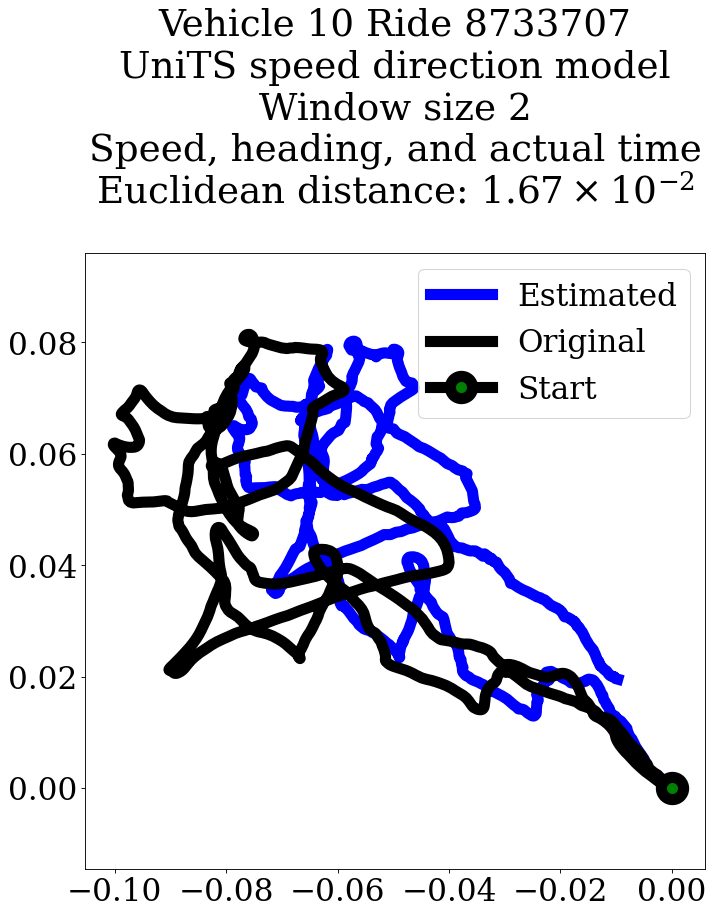 Vehicle 10 Ride 8733707
UniTS speed direction model
Window size 2
Speed, heading, and actual time
Euclidean distance: 1.67 × 10⁻²
Estimated
Original
Start
0.08
0.06
0.04
0.02
0.00
−0.10 −0.08 −0.06 −0.04 −0.02 0.00